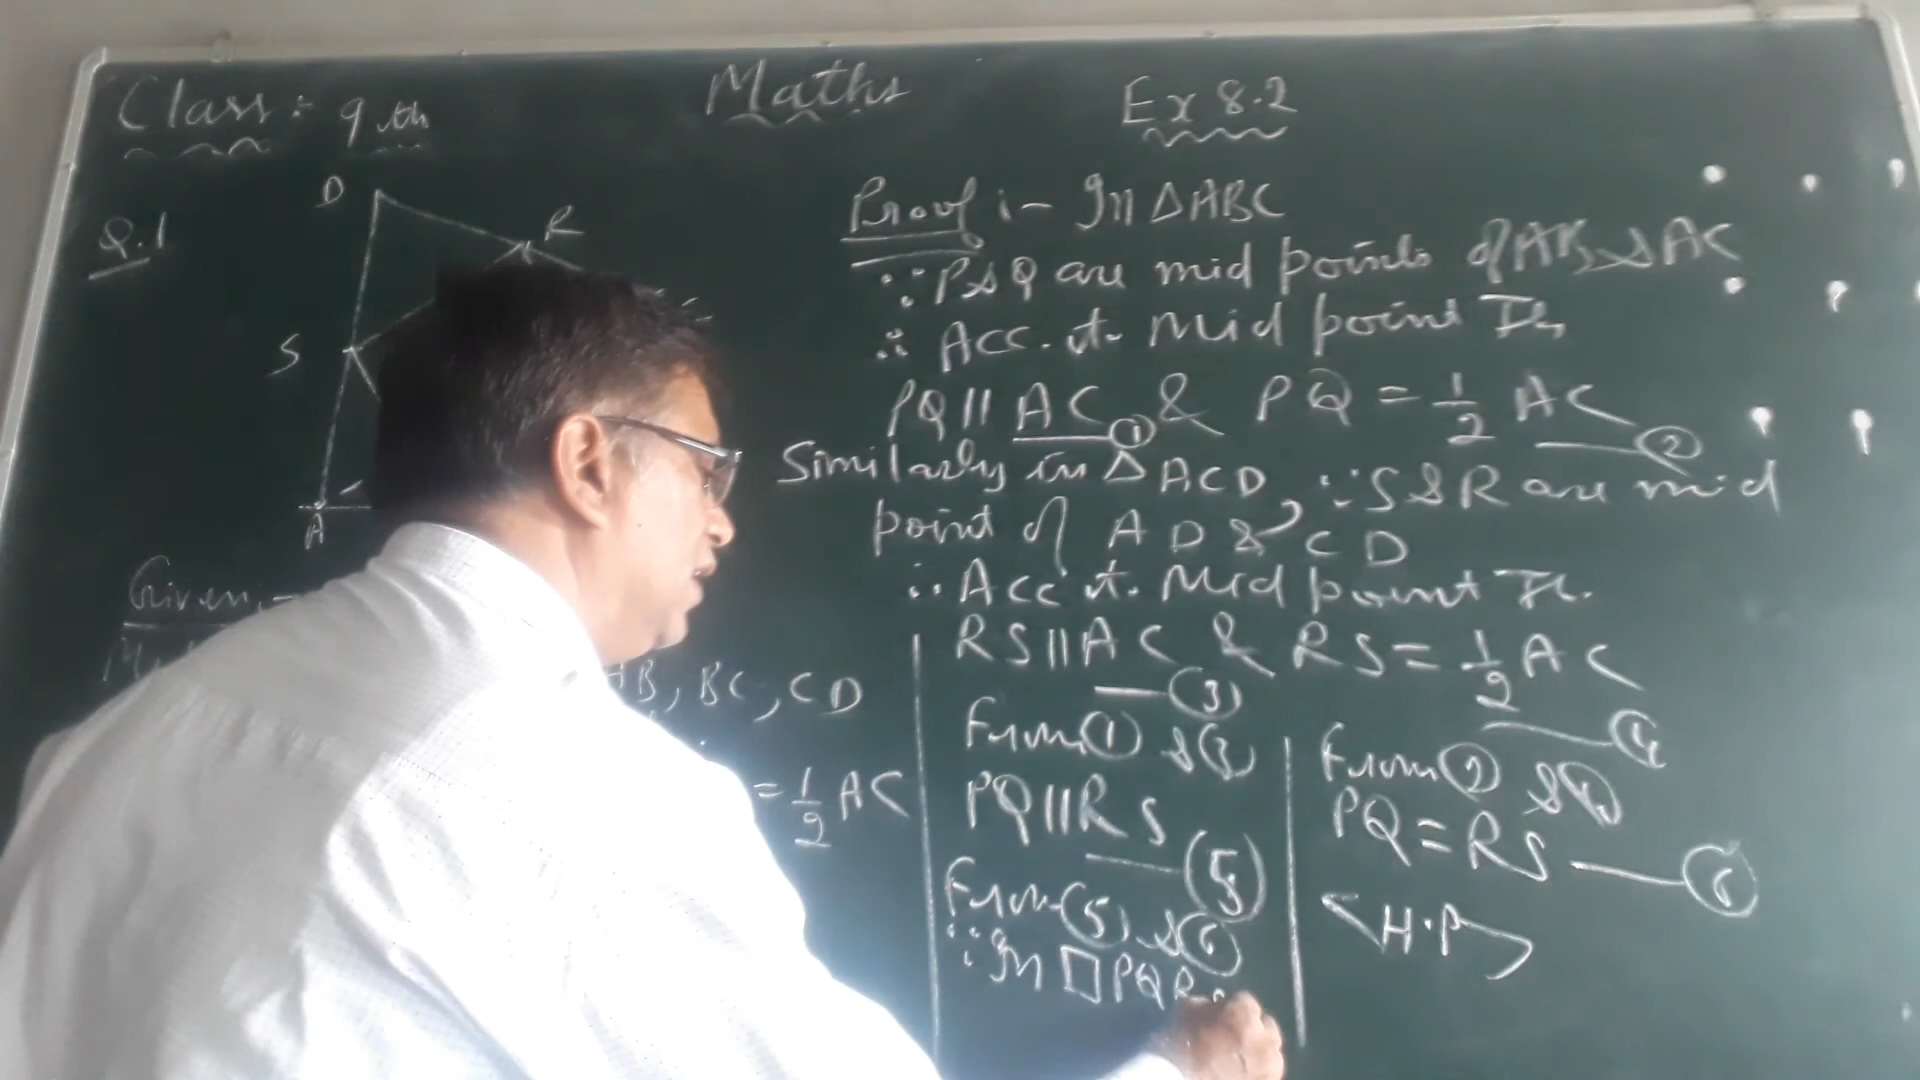 Class: 9th
Maths
Ex 8.2
Q.1
D
R
S
A
Given:-
AB, BC, CD
= 1/2 AC
Proof :- In △ABC
∵ P & Q are mid points of AB & AC
∴ Acc. to Mid point Th
PQ || AC ① & PQ = 1/2 AC ②
Similarly in △ACD, ∵ S & R are mid
point of AD & CD
∴ Acc to Mid point Th.
RS || AC & RS = 1/2 AC
③ ④
From ① & ③
PQ || RS
⑤
From ⑤ & ⑥
∵ In □ PQR
From ② & ④
PQ = RS ⑥
<H.P>